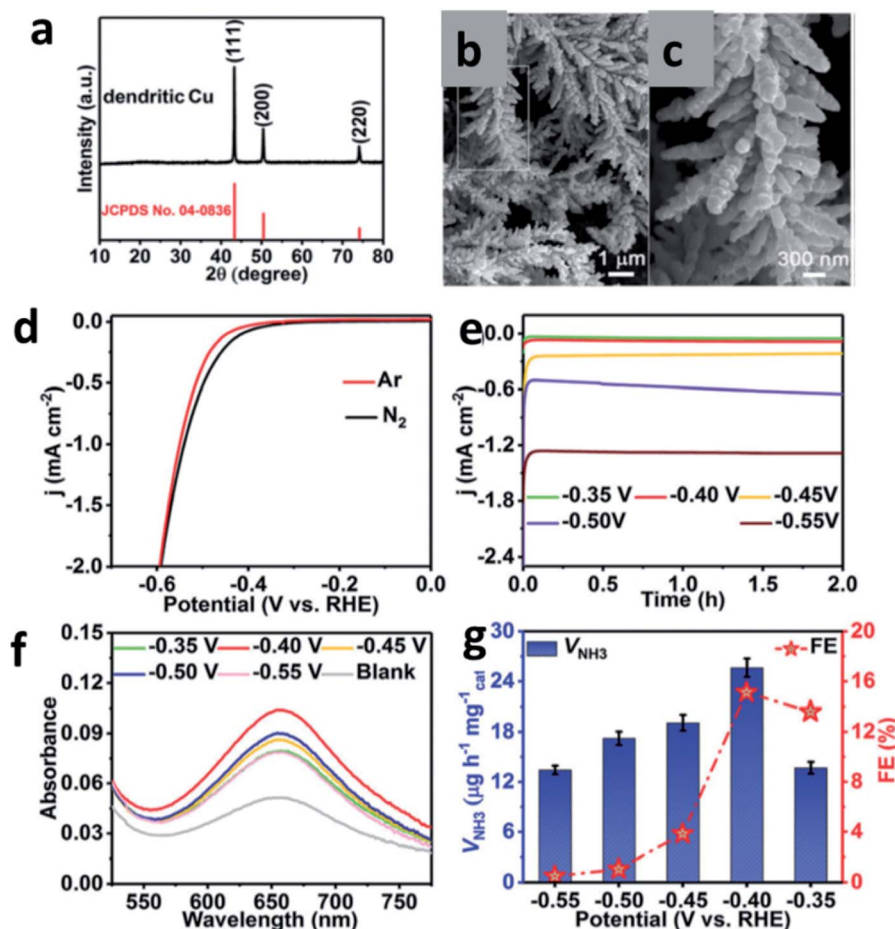 a
dendritic Cu
(111)
(200)
(220)
JCPDS No. 04-0836
Intensity (a.u.)
10 20 30 40 50 60 70 80
2θ (degree)
b
1 μm
c
300 nm
d
0.0
-0.5
-1.0
-1.5
-2.0
j (mA cm⁻²)
Ar
N₂
-0.6 -0.4 -0.2 0.0
Potential (V vs. RHE)
e
0.0
-0.6
-1.2
-1.8
-2.4
j (mA cm⁻²)
-0.35 V -0.40 V -0.45V
-0.50V -0.55V
0.0 0.5 1.0 1.5 2.0
Time (h)
f
0.15
0.12
0.09
0.06
0.03
0.00
Absorbance
-0.35 V -0.40 V -0.45 V
-0.50 V -0.55 V Blank
550 600 650 700 750
Wavelength (nm)
g
30
24
18
12
6
0
V_NH3 (μg h⁻¹ mg⁻¹_cat)
V_NH3 FE
20
16
12
8
4
0
FE (%)
-0.55 -0.50 -0.45 -0.40 -0.35
Potential (V vs. RHE)